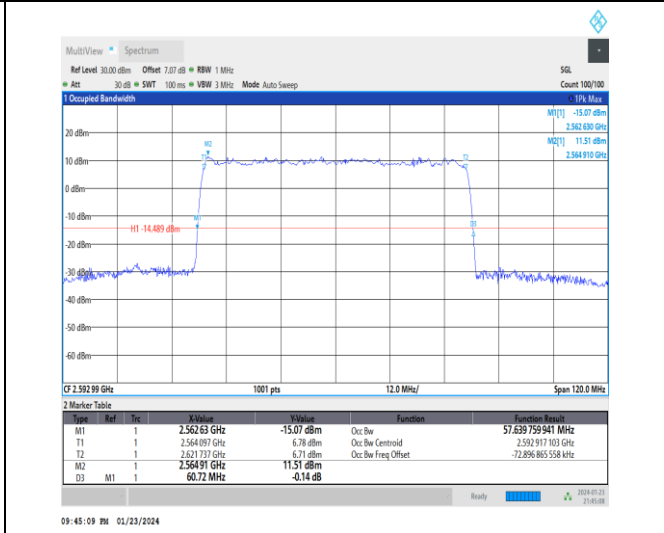 MultiView Spectrum
Ref Level 30.00 dBm Offset 7.07 dB RBW 1 MHz SGL
Att 30 dB SWT 100 ms VBW 3 MHz Mode Auto Sweep Count 100/100
1 Occupied Bandwidth 1Pk Max
M1[1] -15.07 dBm
2.562 630 GHz
M2[1] 11.51 dBm
2.564 910 GHz
20 dBm
M2
T1 T2
10 dBm
0 dBm
-10 dBm
M1
H1 -14.489 dBm
D3
-30 dBm
-40 dBm
-50 dBm
-60 dBm
CF 2.592 99 GHz 1001 pts 12.0 MHz/ Span 120.0 MHz
2 Marker Table
Type Ref Trc X-Value Y-Value Function Function Result
M1 1 2.562 63 GHz -15.07 dBm Occ Bw 57.639 759 941 MHz
T1 1 2.564 097 GHz 6.78 dBm Occ Bw Centroid 2.592 917 103 GHz
T2 1 2.621 737 GHz 6.71 dBm Occ Bw Freq Offset -72.896 865 558 kHz
M2 1 2.564 91 GHz 11.51 dBm
D3 M1 1 60.72 MHz -0.14 dB
Ready 2024-01-23
21:45:08
09:45:09 PM 01/23/2024